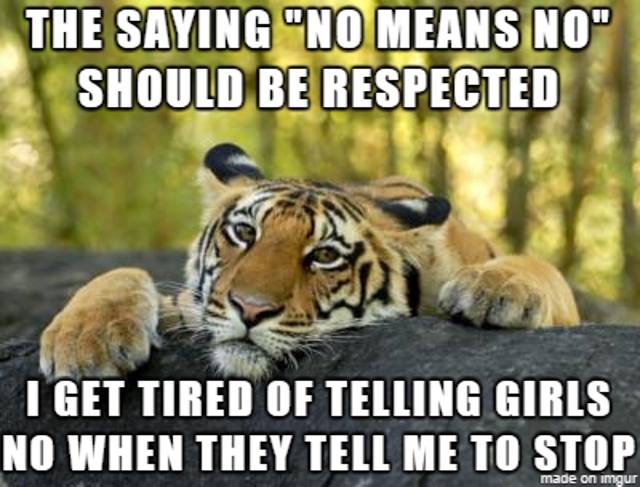 THE SAYING "NO MEANS NO"
SHOULD BE RESPECTED
I GET TIRED OF TELLING GIRLS
NO WHEN THEY TELL ME TO STOP
made on imgur